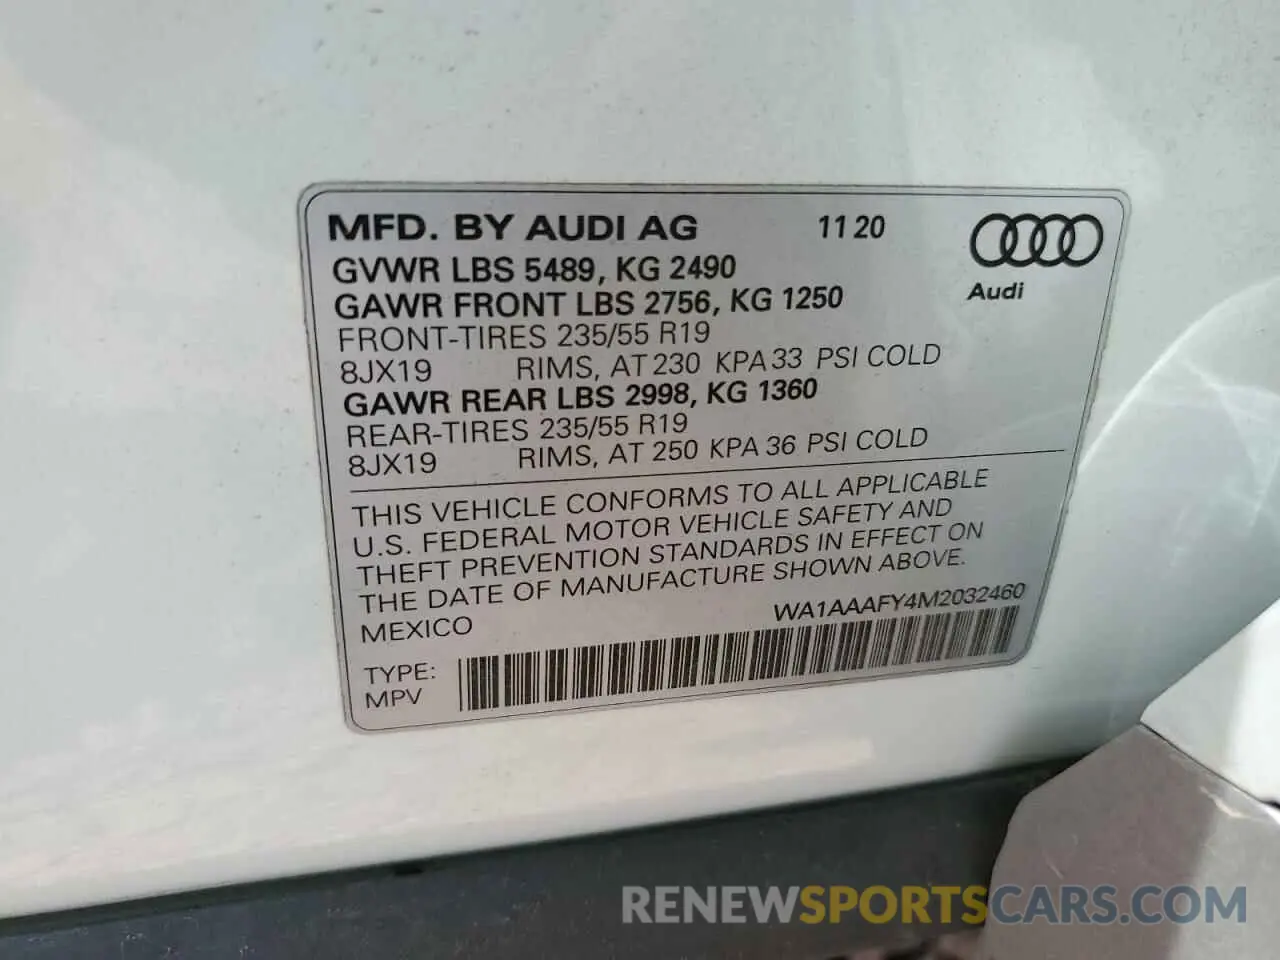 MFD. BY AUDI AG 11 20
GVWR LBS 5489, KG 2490
GAWR FRONT LBS 2756, KG 1250
Audi
FRONT-TIRES 235/55 R19
8JX19 RIMS, AT 230 KPA 33 PSI COLD
GAWR REAR LBS 2998, KG 1360
REAR-TIRES 235/55 R19
8JX19 RIMS, AT 250 KPA 36 PSI COLD
THIS VEHICLE CONFORMS TO ALL APPLICABLE
U.S. FEDERAL MOTOR VEHICLE SAFETY AND
THEFT PREVENTION STANDARDS IN EFFECT ON
THE DATE OF MANUFACTURE SHOWN ABOVE.
MEXICO WA1AAAFY4M2032460
TYPE:
MPV
RENEWSPORTSCARS.COM